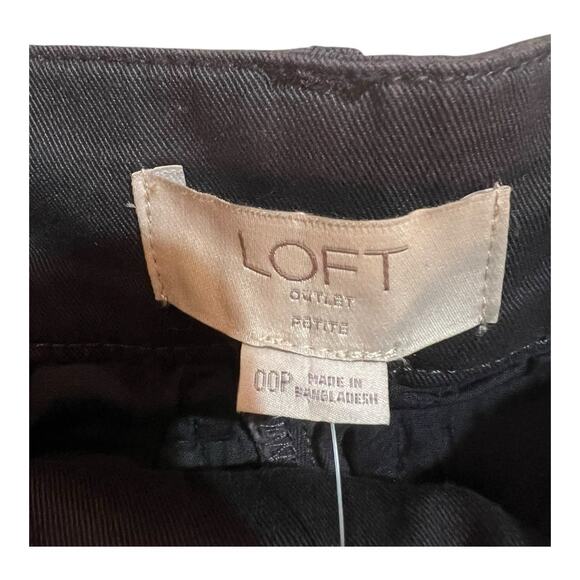 LOFT
OUTLET
PETITE
00P MADE IN
BANGLADESH